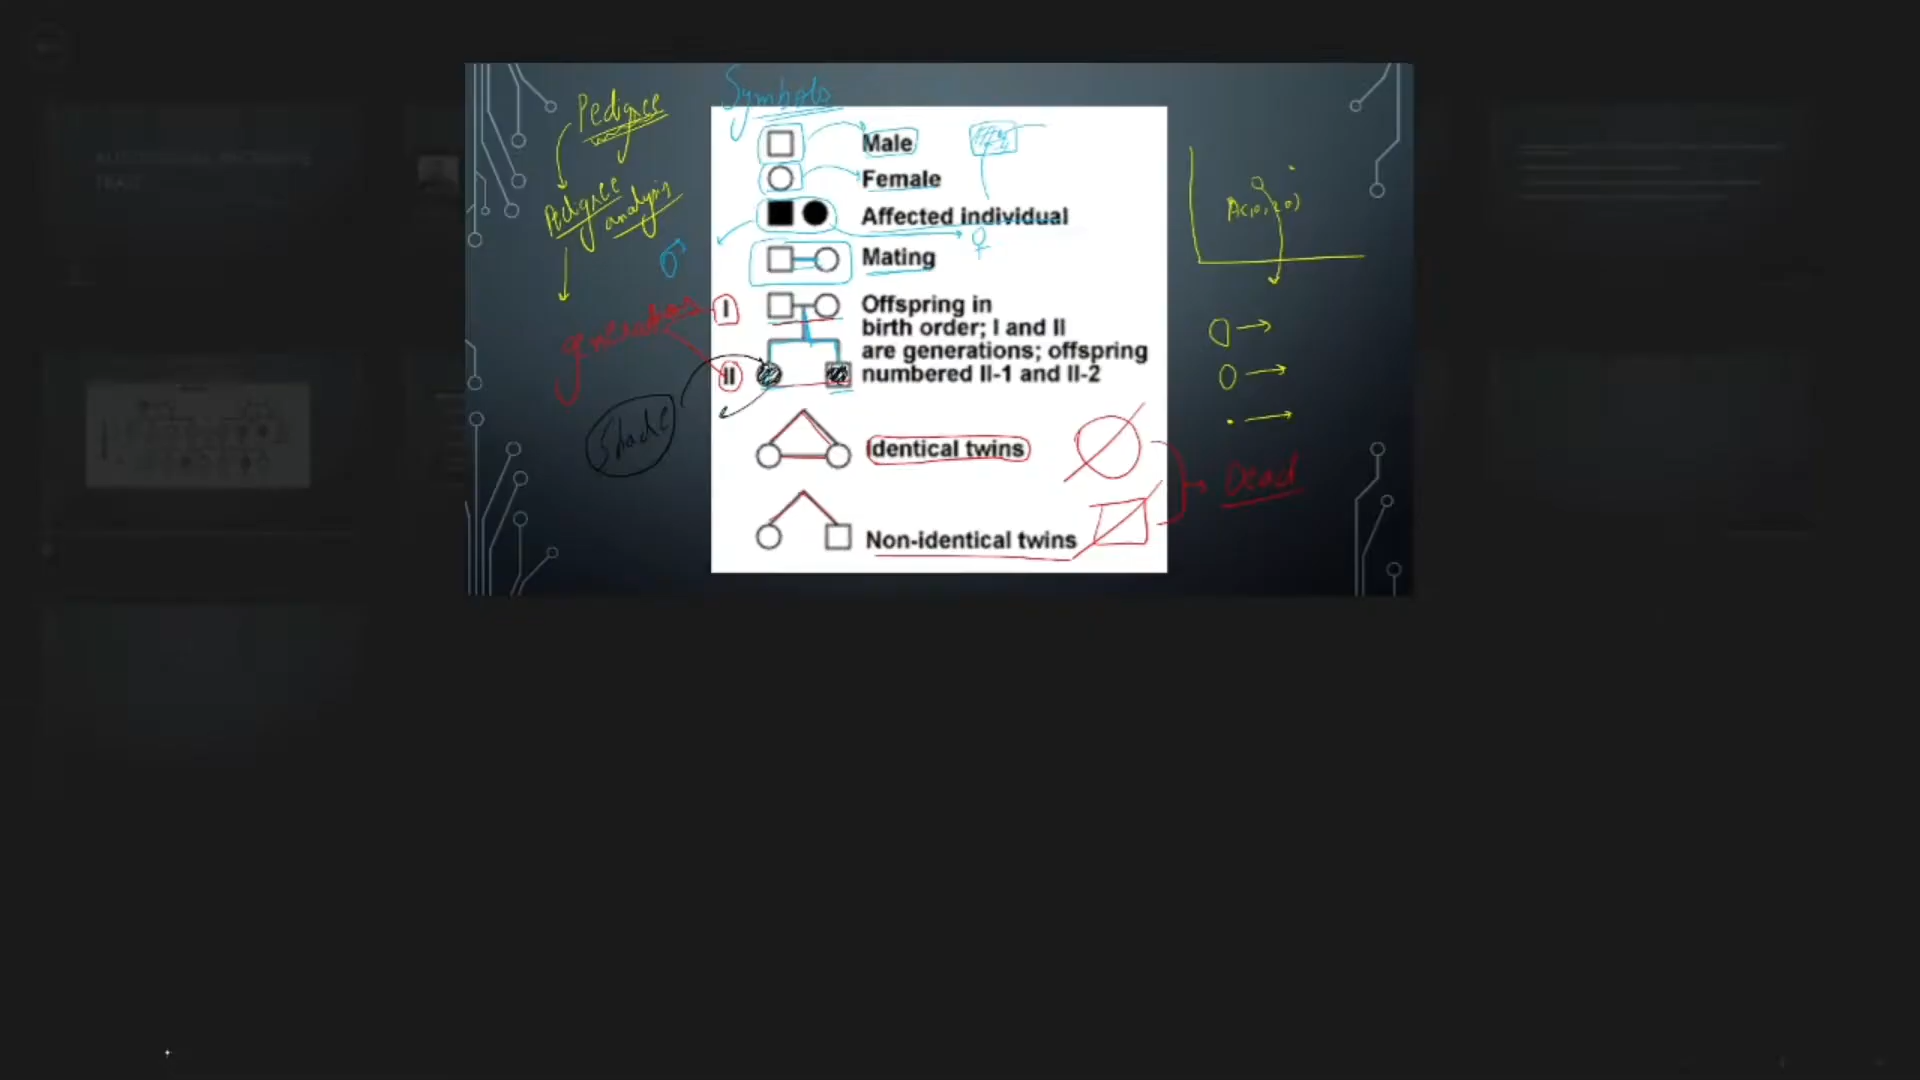 Symbols
Pedigree
Pedigree
analysis
Male
Female
Affected individual
Mating
generations
I
Offspring in
birth order; I and II
are generations; offspring
II
numbered II-1 and II-2
Shade
Identical twins
Dead
Non-identical twins